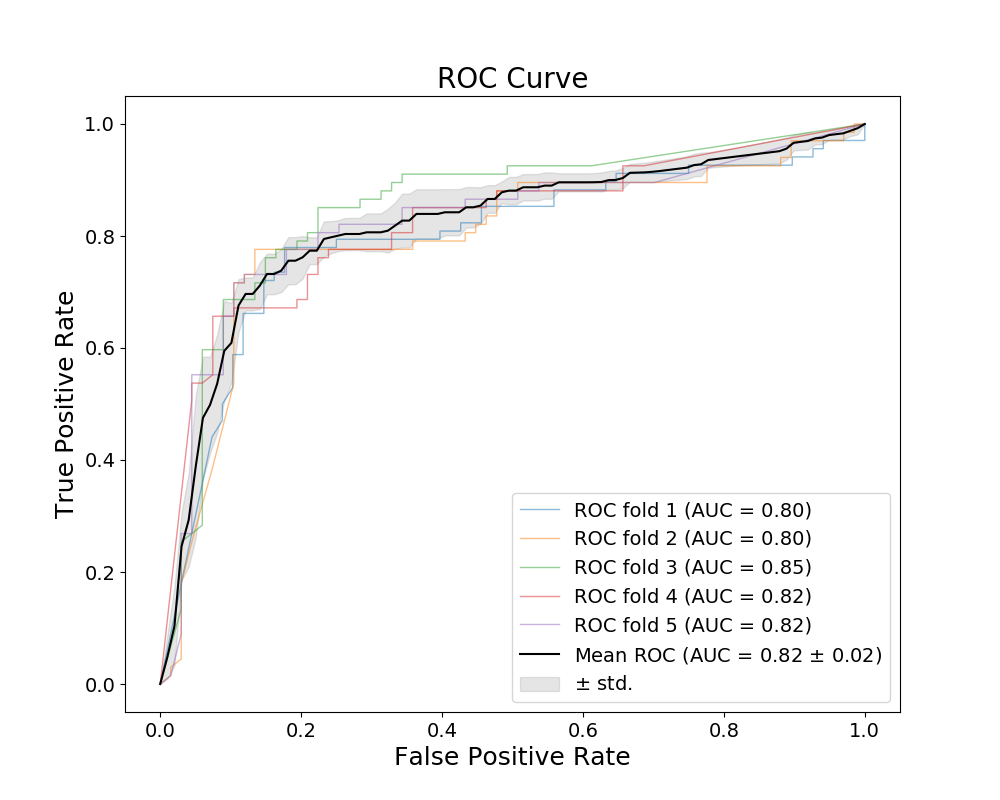 ROC Curve
True Positive Rate
1.0
0.8
0.6
0.4
0.2
0.0
ROC fold 1 (AUC = 0.80)
ROC fold 2 (AUC = 0.80)
ROC fold 3 (AUC = 0.85)
ROC fold 4 (AUC = 0.82)
ROC fold 5 (AUC = 0.82)
Mean ROC (AUC = 0.82 ± 0.02)
± std.
0.0 0.2 0.4 0.6 0.8 1.0
False Positive Rate